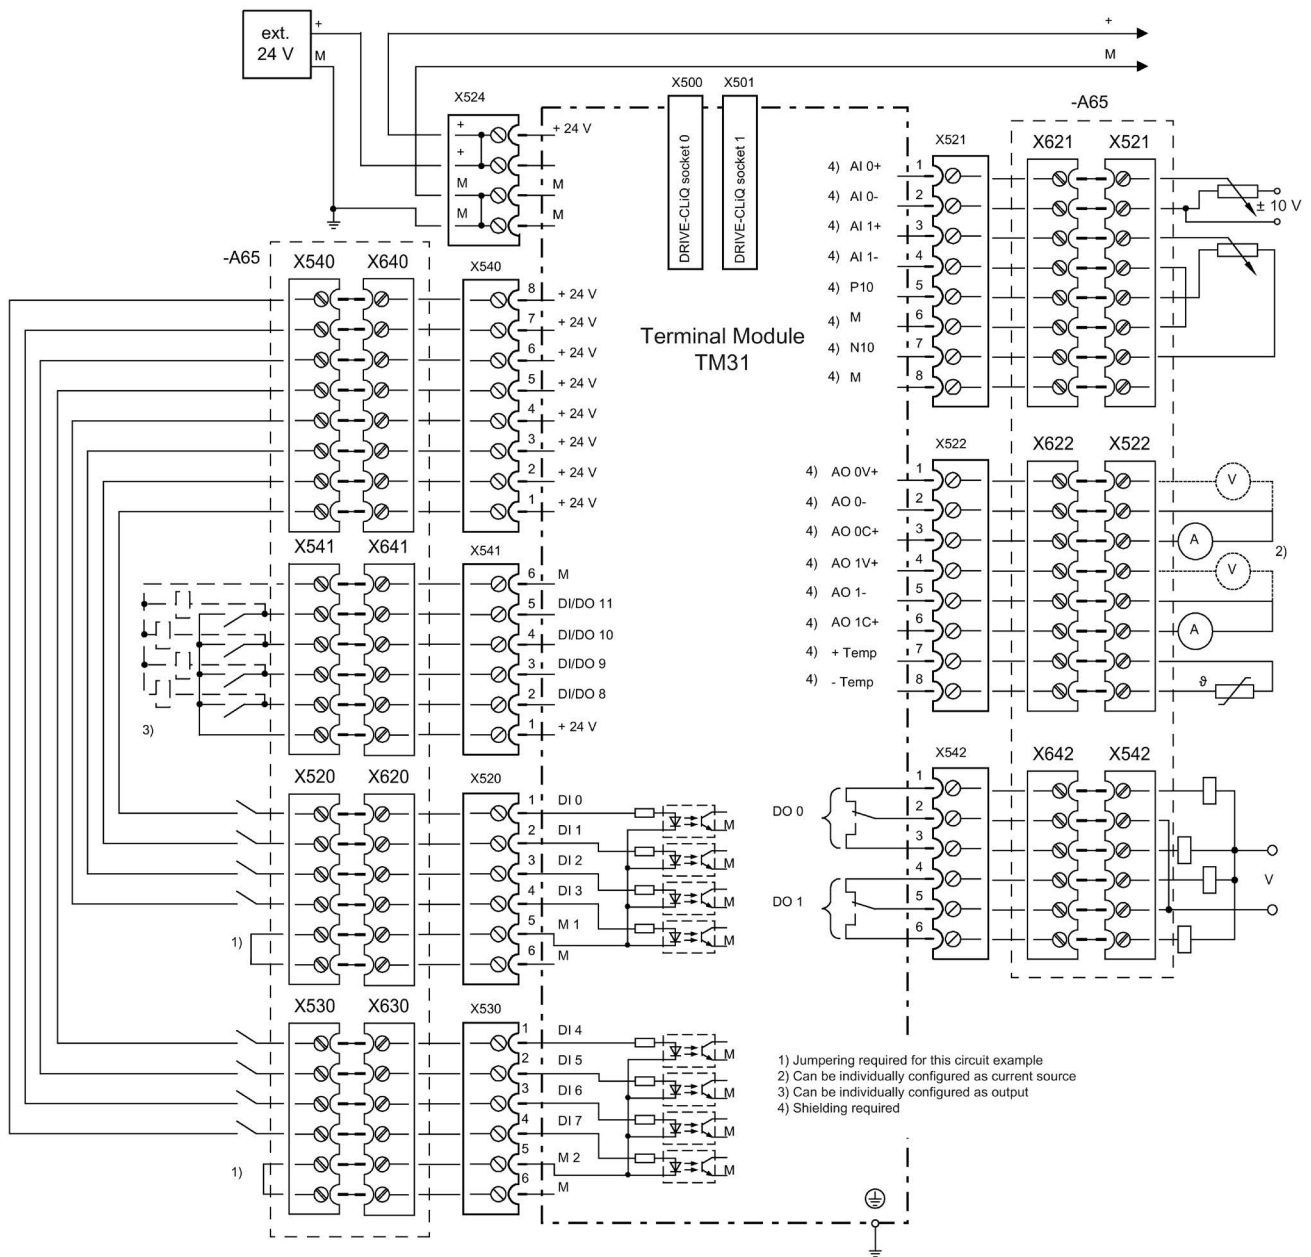 ext.
24 V
+
M
+
M
X524
+
+
M
M
+ 24 V
M
M
X500
X501
DRIVE-CLiQ socket 0
DRIVE-CLiQ socket 1
Terminal Module
TM31
-A65
X540
X640
X540
8
+ 24 V
7
+ 24 V
6
+ 24 V
5
+ 24 V
4
+ 24 V
3
+ 24 V
2
+ 24 V
1
+ 24 V
X541
X641
X541
6
M
5
DI/DO 11
4
DI/DO 10
3
DI/DO 9
2
DI/DO 8
1
+ 24 V
3)
X520
X620
X520
1
DI 0
M
2
DI 1
M
3
DI 2
M
4
DI 3
M
5
M 1
6
M
1)
X530
X630
X530
1
DI 4
M
2
DI 5
M
3
DI 6
M
4
DI 7
M
5
M 2
6
M
1)
-A65
X521
X621
X521
4) AI 0+ 1
4) AI 0- 2
4) AI 1+ 3
4) AI 1- 4
4) P10 5
4) M 6
4) N10 7
4) M 8
± 10 V
X522
X622
X522
4) AO 0V+ 1
4) AO 0- 2
4) AO 0C+ 3
4) AO 1V+ 4
4) AO 1- 5
4) AO 1C+ 6
4) + Temp 7
4) - Temp 8
V
A
2)
V
A
ϑ
X542
X642
X542
DO 0
1
2
3
DO 1
4
5
6
V
1) Jumpering required for this circuit example
2) Can be individually configured as current source
3) Can be individually configured as output
4) Shielding required